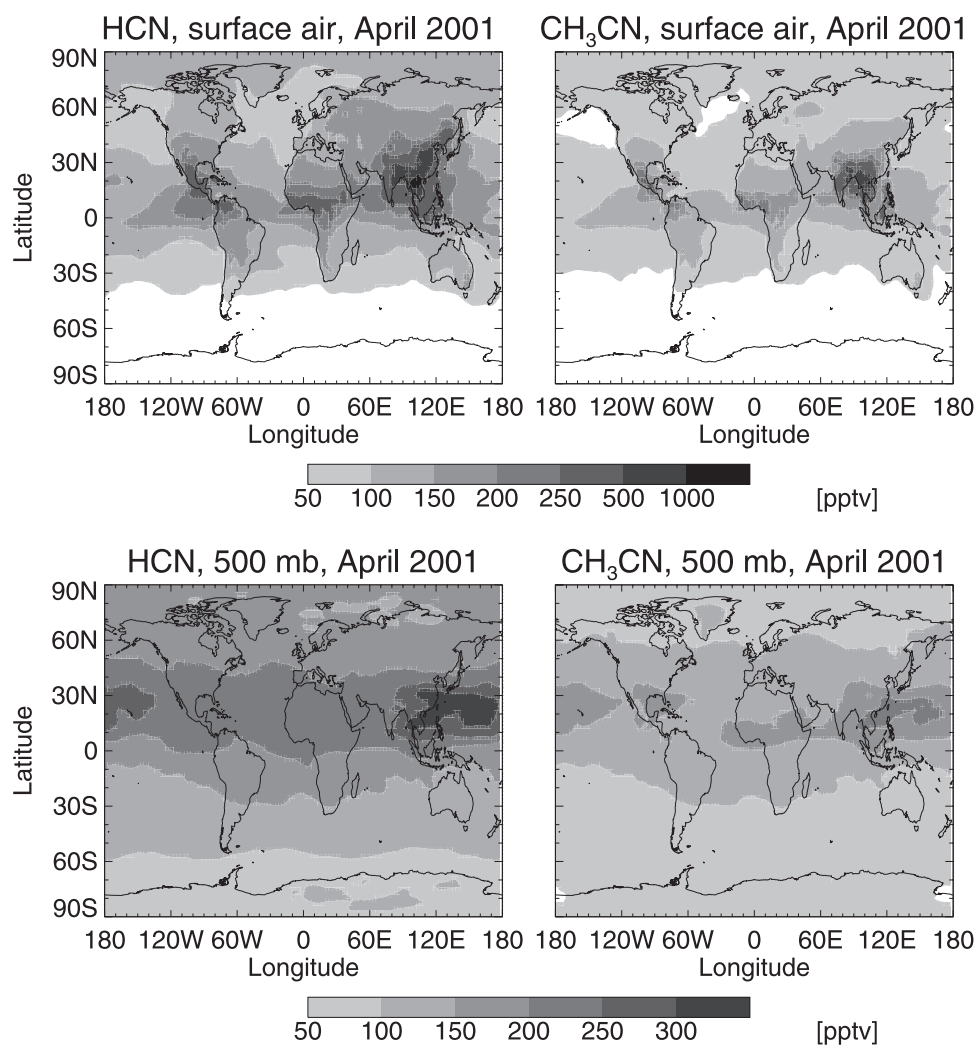 HCN, surface air, April 2001
CH₃CN, surface air, April 2001
90N
60N
30N
0
30S
60S
90S
Latitude
180 120W 60W 0 60E 120E 180
180 120W 60W 0 60E 120E 180
Longitude
Longitude
50 100 150 200 250 500 1000 [pptv]
HCN, 500 mb, April 2001
CH₃CN, 500 mb, April 2001
90N
60N
30N
0
30S
60S
90S
Latitude
180 120W 60W 0 60E 120E 180
180 120W 60W 0 60E 120E 180
Longitude
Longitude
50 100 150 200 250 300 [pptv]